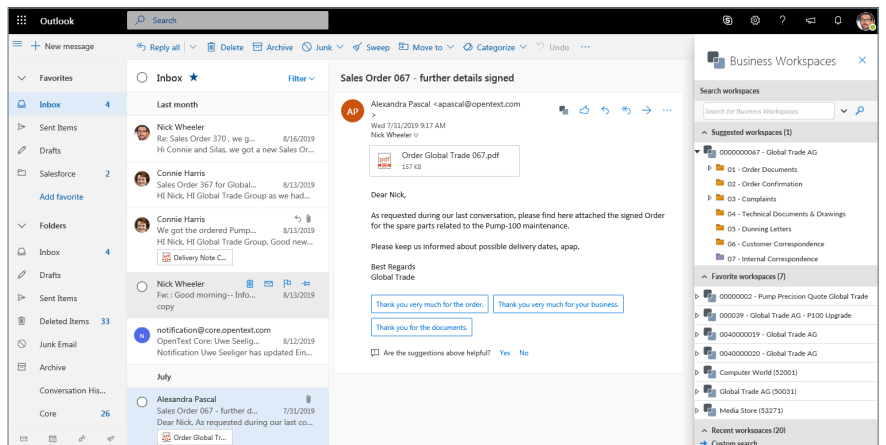 Outlook
Search
New message
Reply all
Delete
Archive
Junk
Sweep
Move to
Categorize
Undo
Favorites
Inbox 4
Sent Items
Drafts
Salesforce 2
Add favorite
Folders
Inbox 4
Drafts
Sent Items
Deleted Items 33
Junk Email
Archive
Conversation His...
Core 26
Inbox ★ Filter
Last month
Nick Wheeler
Re: Sales Order 370 , we g... 8/16/2019
Hi Connie and Silas, we got a new Sales Or...
Connie Harris
Sales Order 367 for Global... 8/13/2019
HI Nick, HI Global Trade Group as we had...
Connie Harris
We got the ordered Pump... 8/13/2019
HI Nick, HI Global Trade Group. Good new...
Delivery Note C...
Nick Wheeler
Fw: : Good morning-- Info... 8/13/2019
copy
N
notification@core.opentext.com
OpenText Core: Uwe Seelig... 8/12/2019
Notification Uwe Seeliger has updated Ein...
July
Alexandra Pascal
Sales Order 067 - further d... 7/31/2019
Dear Nick, As requested during our last co...
Order Global Tr...
Sales Order 067 - further details signed
AP
Alexandra Pascal <apascal@opentext.com
>
Wed 7/31/2019 9:17 AM
Nick Wheeler
pdf
Order Global Trade 067.pdf
157 KB
Dear Nick,
As requested during our last conversation, please find here attached the signed Order
for the spare parts related to the Pump-100 maintenance.
Please keep us informed about possible delivery dates, apap.
Best Regards
Global Trade
Thank you very much for the order.
Thank you very much for your business.
Thank you for the documents.
Are the suggestions above helpful? Yes No
Business Workspaces
Search workspaces
Search for Business Workspaces
Suggested workspaces (1)
0000000067 - Global Trade AG
01 - Order Documents
02 - Order Confirmation
03 - Complaints
04 - Technical Documents & Drawings
05 - Dunning Letters
06 - Customer Correspondence
07 - Internal Correspondence
Favorite workspaces (7)
00000002 - Pump Precision Quote Global Trade
000039 - Global Trade AG - P100 Upgrade
0040000019 - Global Trade AG
0040000020 - Global Trade AG
Computer World (52001)
Global Trade AG (50031)
Media Store (53271)
Recent workspaces (20)
Custom search